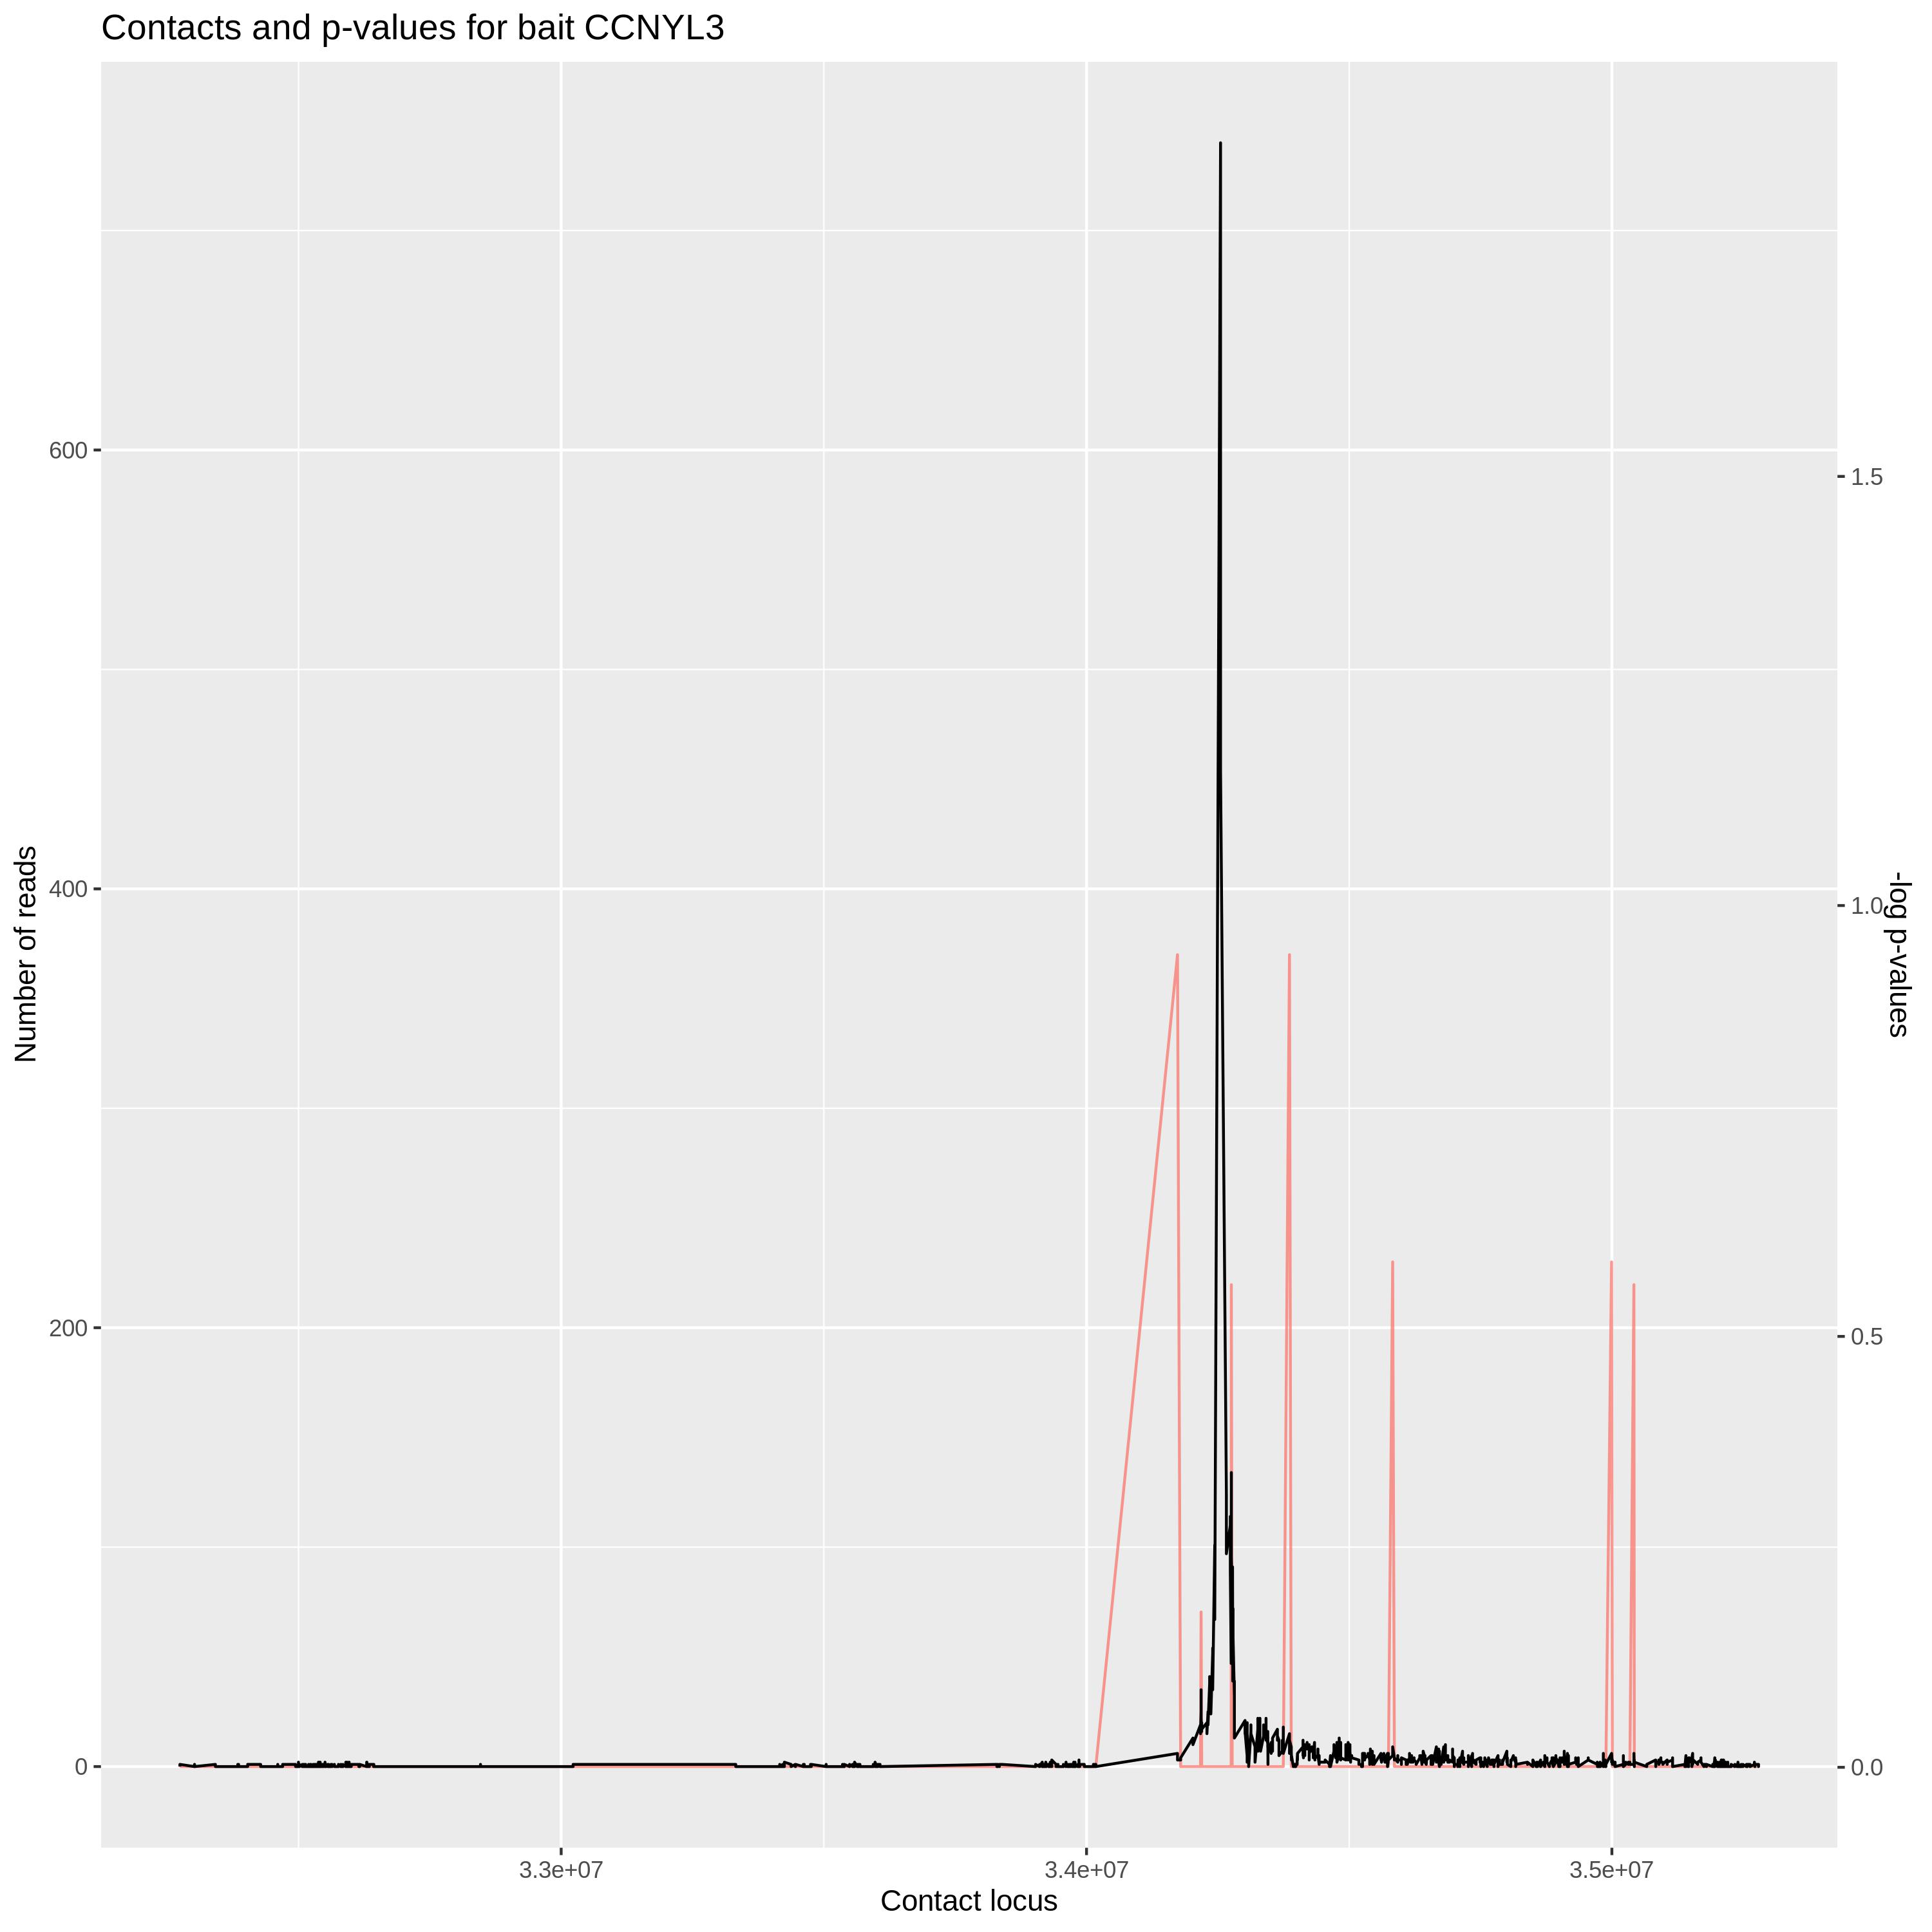 Contacts and p-values for bait CCNYL3
Number of reads
600
400
200
0
1.5
1.0
0.5
0.0
-log p-values
3.3e+07
3.4e+07
3.5e+07
Contact locus